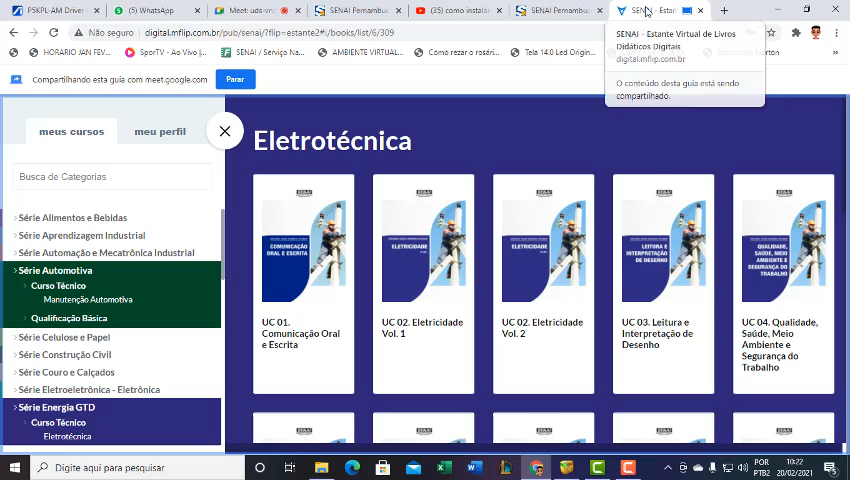 P5KPL-AM Driver
(5) WhatsApp
Meet: uds-vn
SENAI Pernambuc
(35) como instalar
SENAI Pernambuc
SENAI - Estan
Não seguro
digital.mflip.com.br/pub/senai/?flip=estante2#l/books/list/6/309
HORARIO JAN FEV.
SporTV - Ao Vivo |...
SENAI / Serviço Na...
AMBIENTE VIRTUAL...
Tela 14.0 Led Origin...
Norton
SENAI - Estante Virtual de Livros
Didáticos Digitais
digital.mflip.com.br
O conteúdo desta guia está sendo
compartilhado.
Compartilhando esta guia com meet.google.com
Parar
meus cursos
meu perfil
Busca de Categorias
Série Alimentos e Bebidas
Série Aprendizagem Industrial
Série Automação e Mecatrônica Industrial
Série Automotiva
Curso Técnico
Manutenção Automotiva
Qualificação Básica
Série Celulose e Papel
Série Construção Civil
Série Couro e Calçados
Série Eletroeletrônica - Eletrônica
Série Energia GTD
Curso Técnico
Eletrotécnica
Eletrotécnica
COMUNICAÇÃO
ORAL E ESCRITA
UC 01.
Comunicação Oral
e Escrita
ELETRICIDADE
UC 02. Eletricidade
Vol. 1
ELETRICIDADE
UC 02. Eletricidade
Vol. 2
LEITURA E
INTERPRETAÇÃO
DE DESENHO
UC 03. Leitura e
Interpretação de
Desenho
QUALIDADE,
SAÚDE, MEIO
AMBIENTE E
SEGURANÇA DO
TRABALHO
UC 04. Qualidade,
Saúde, Meio
Ambiente e
Segurança do
Trabalho
Digite aqui para pesquisar
POR
PTB2
10:22
20/02/2021